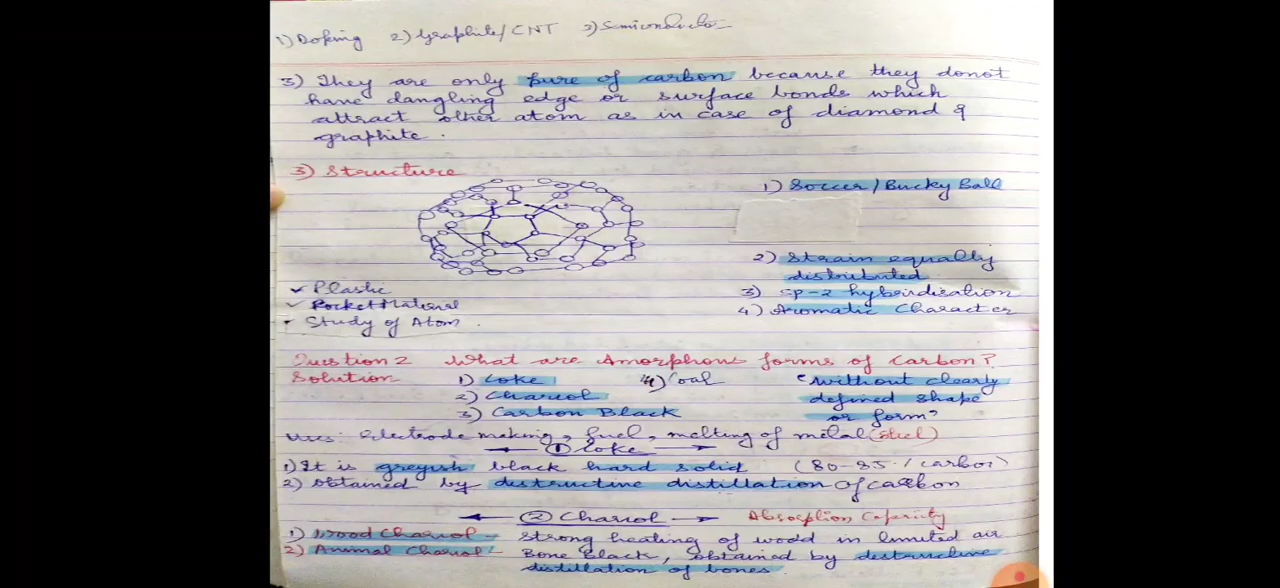 1) Doping 2) Graphite/CNT 3) Semiconductor
3) They are only pure of carbon because they donot
have dangling edge or surface bonds which
attract other atom as in case of diamond &
graphite.
3) Structure
1) Soccer/Bucky Ball
2) Strain equally
distributed
3) sp-2 hybridisation
4) Aromatic Character
✓ Plastic
✓ Rocket Material
Study of Atom
Question 2 What are Amorphous forms of Carbon?
Solution 1) Coke 4) Coal "without clearly
2) Charcol defined shape
3) Carbon Black or form"
Uses: Electrode making, fuel, melting of metal (steel)
① Coke
1) It is greyish black hard solid (80-85% carbon)
2) Obtained by destructive distillation of carbon
② Charcol Absorption Capacity
1) Wood Charcol - Strong heating of wood in limited air
2) Animal Charcol: Bone Black, obtained by destructive
distillation of bones